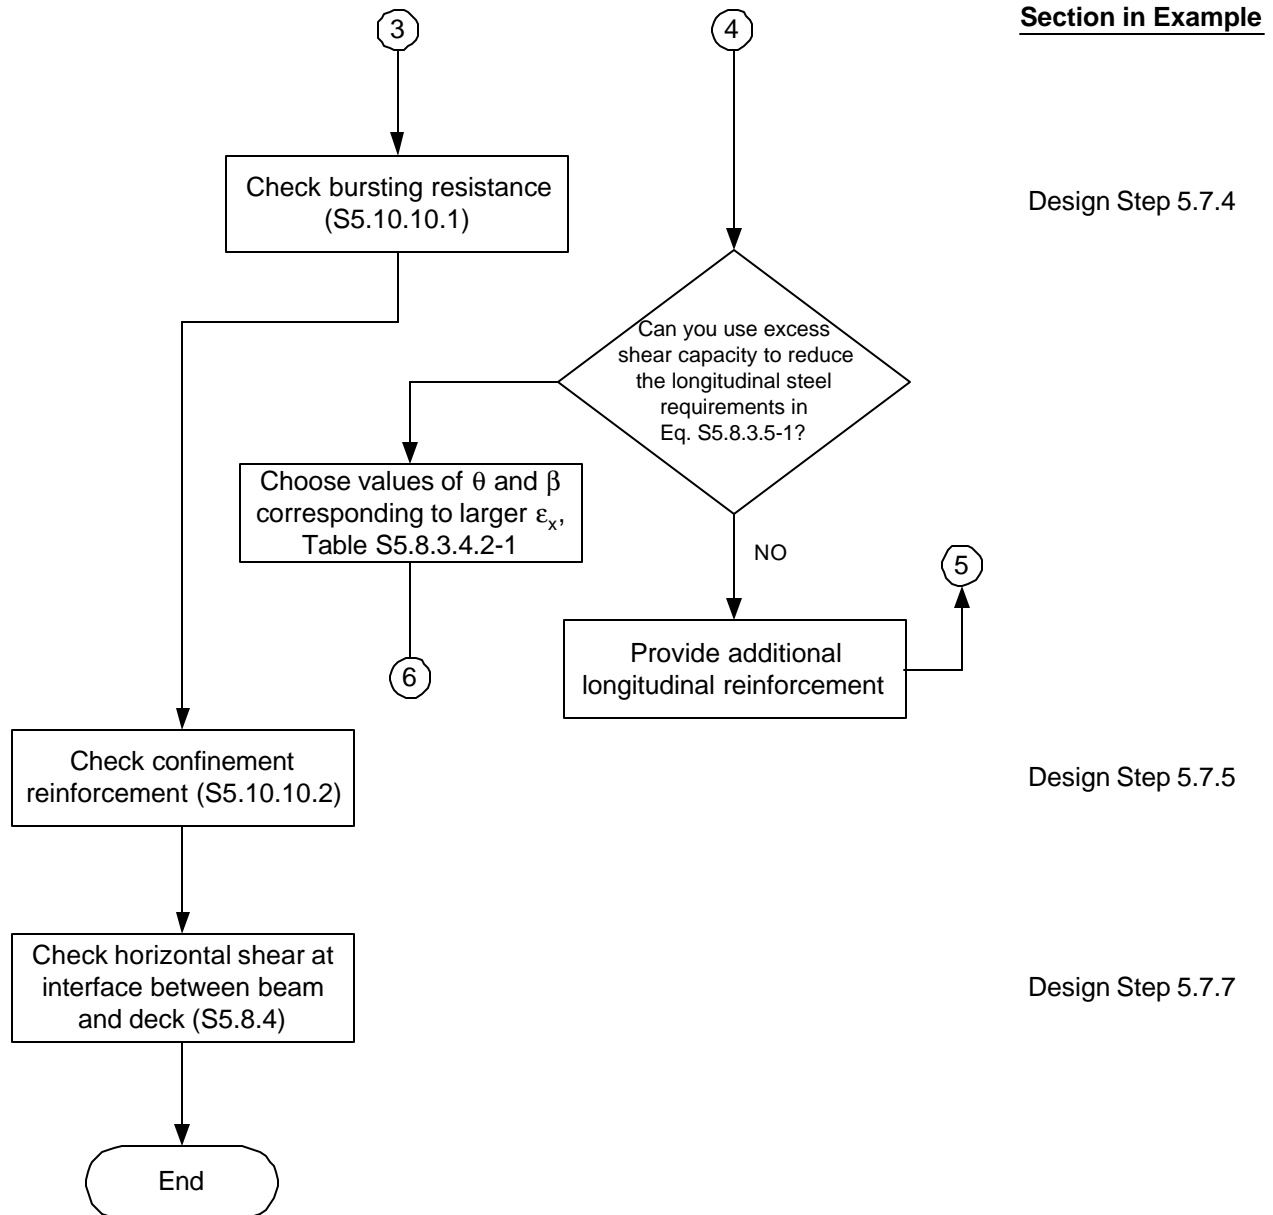 Section in Example
3
4
Check bursting resistance
(S5.10.10.1)
Design Step 5.7.4
Can you use excess
shear capacity to reduce
the longitudinal steel
requirements in
Eq. S5.8.3.5-1?
Choose values of θ and β
corresponding to larger εx,
Table S5.8.3.4.2-1
NO
5
6
Provide additional
longitudinal reinforcement
Check confinement
reinforcement (S5.10.10.2)
Design Step 5.7.5
Check horizontal shear at
interface between beam
and deck (S5.8.4)
Design Step 5.7.7
End